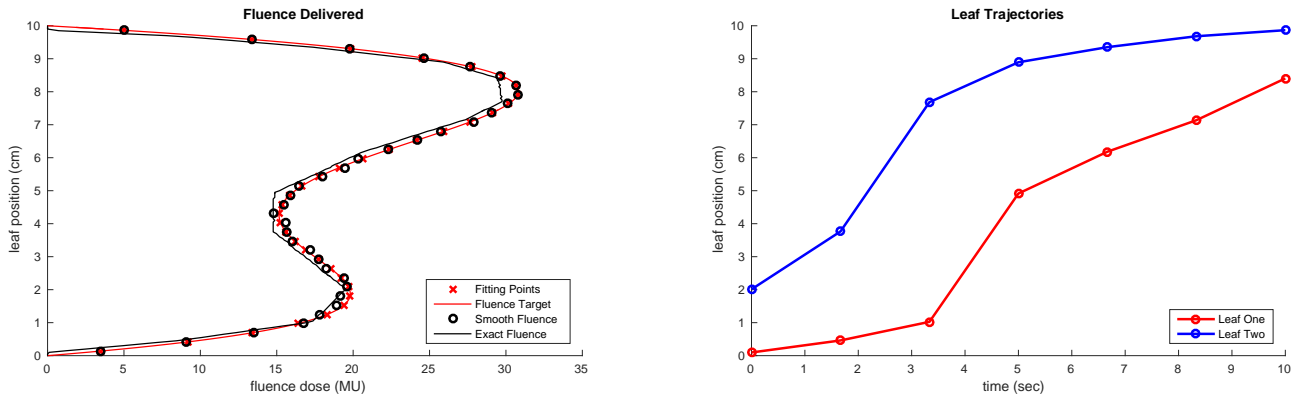 Fluence Delivered
leaf position (cm)
10
9
8
7
6
5
4
3
2
1
0
0 5 10 15 20 25 30 35
fluence dose (MU)
Fitting Points
Fluence Target
Smooth Fluence
Exact Fluence
Leaf Trajectories
leaf position (cm)
10
9
8
7
6
5
4
3
2
1
0
0 1 2 3 4 5 6 7 8 9 10
time (sec)
Leaf One
Leaf Two